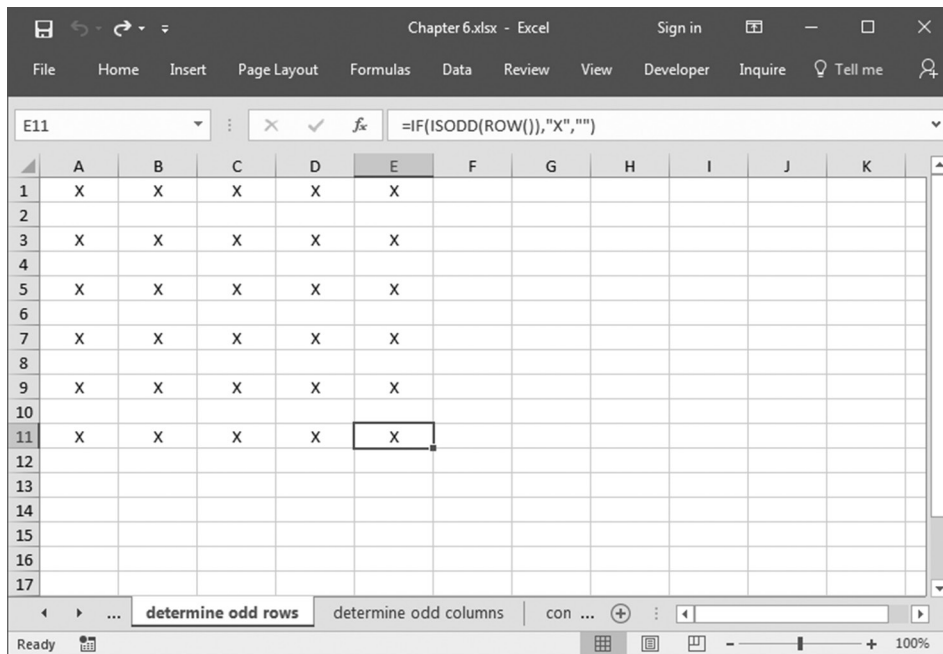 Chapter 6.xlsx - Excel Sign in
File Home Insert Page Layout Formulas Data Review View Developer Inquire Tell me
E11 fx =IF(ISODD(ROW()),"X","")
A B C D E F G H I J K
1 X X X X X
2
3 X X X X X
4
5 X X X X X
6
7 X X X X X
8
9 X X X X X
10
11 X X X X X
12
13
14
15
16
17
... determine odd rows determine odd columns con ...
Ready 100%